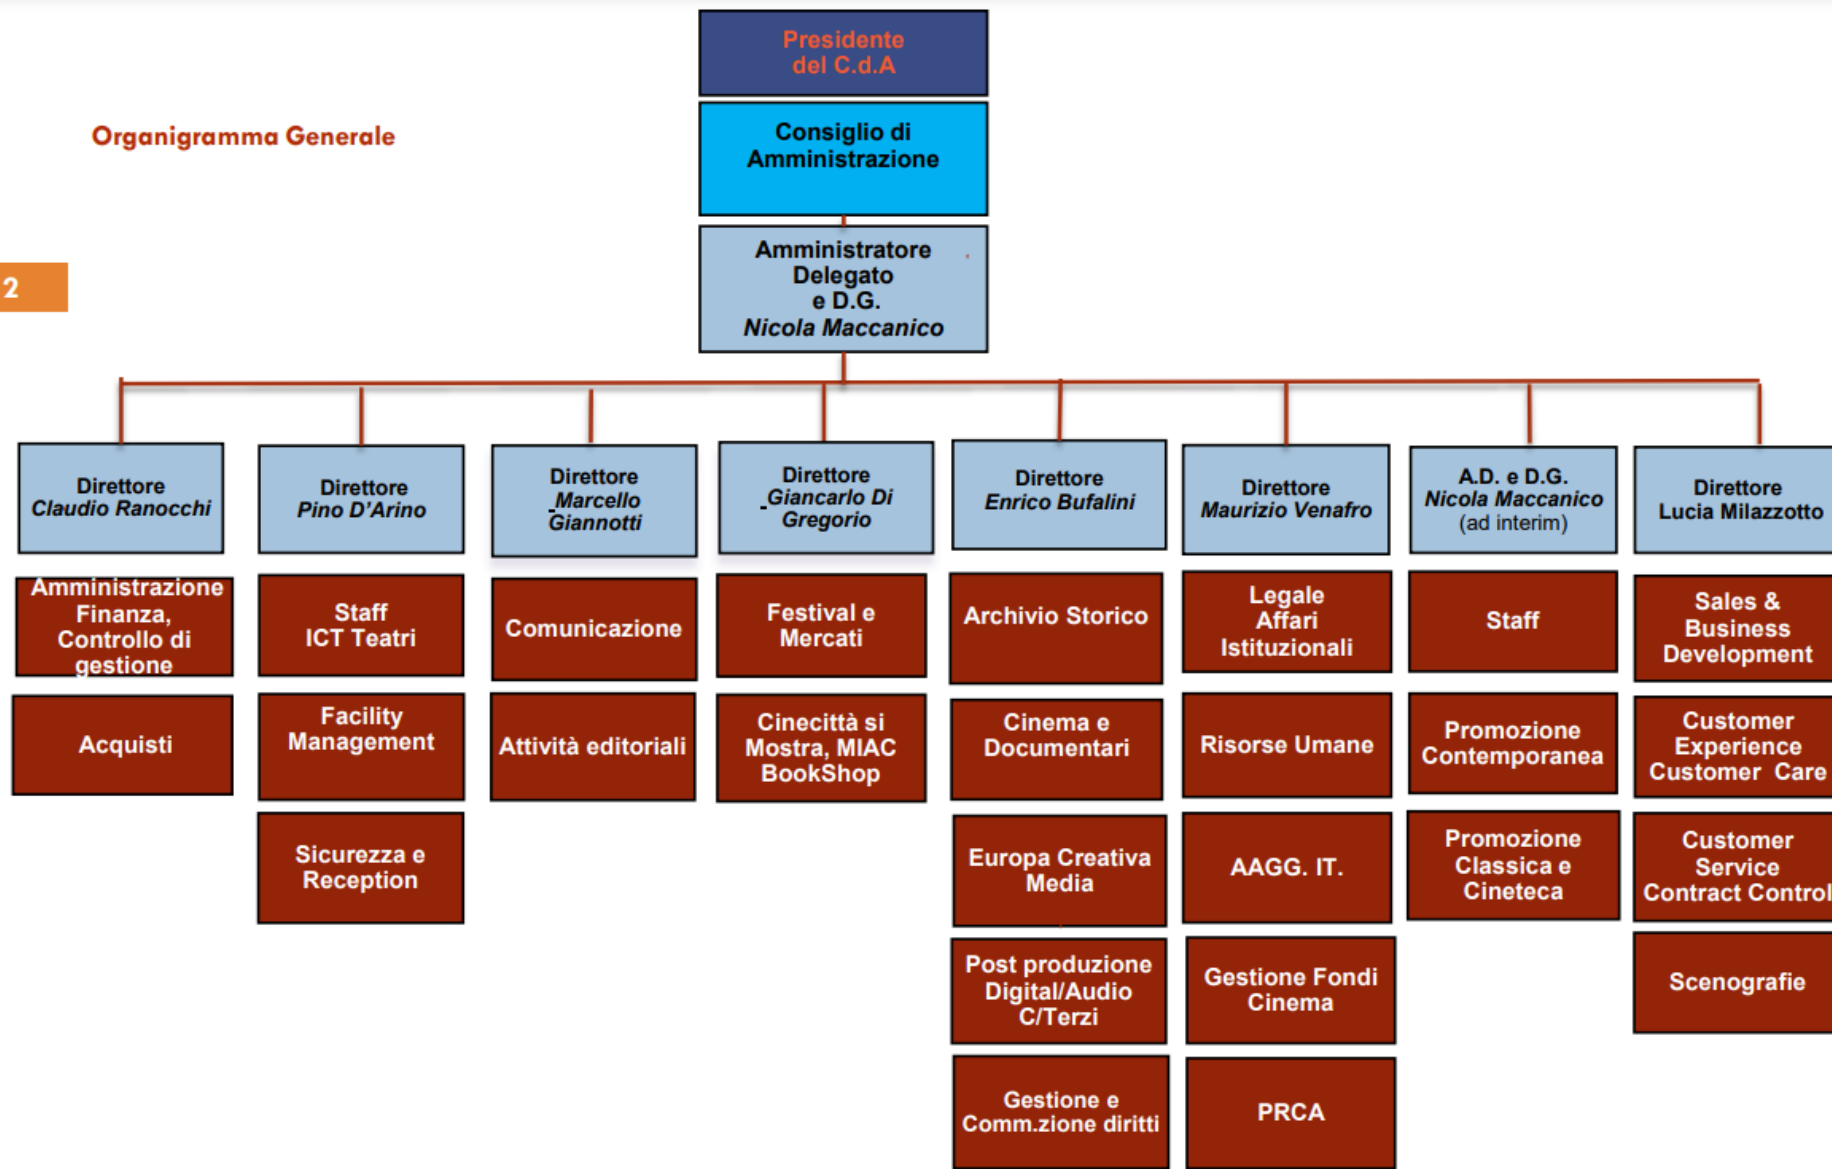 Presidente
del C.d.A
Organigramma Generale
Consiglio di
Amministrazione
2
Amministratore
Delegato
e D.G.
Nicola Maccanico
Direttore
Claudio Ranocchi
Direttore
Pino D'Arino
Direttore
Marcello
Giannotti
Direttore
Giancarlo Di
Gregorio
Direttore
Enrico Bufalini
Direttore
Maurizio Venafro
A.D. e D.G.
Nicola Maccanico
(ad interim)
Direttore
Lucia Milazzotto
Amministrazione
Finanza,
Controllo di
gestione
Staff
ICT Teatri
Comunicazione
Festival e
Mercati
Archivio Storico
Legale
Affari
Istituzionali
Staff
Sales &
Business
Development
Acquisti
Facility
Management
Attività editoriali
Cinecittà si
Mostra, MIAC
BookShop
Cinema e
Documentari
Risorse Umane
Promozione
Contemporanea
Customer
Experience
Customer Care
Sicurezza e
Reception
Europa Creativa
Media
AAGG. IT.
Promozione
Classica e
Cineteca
Customer
Service
Contract Control
Post produzione
Digital/Audio
C/Terzi
Gestione Fondi
Cinema
Scenografie
Gestione e
Comm.zione diritti
PRCA